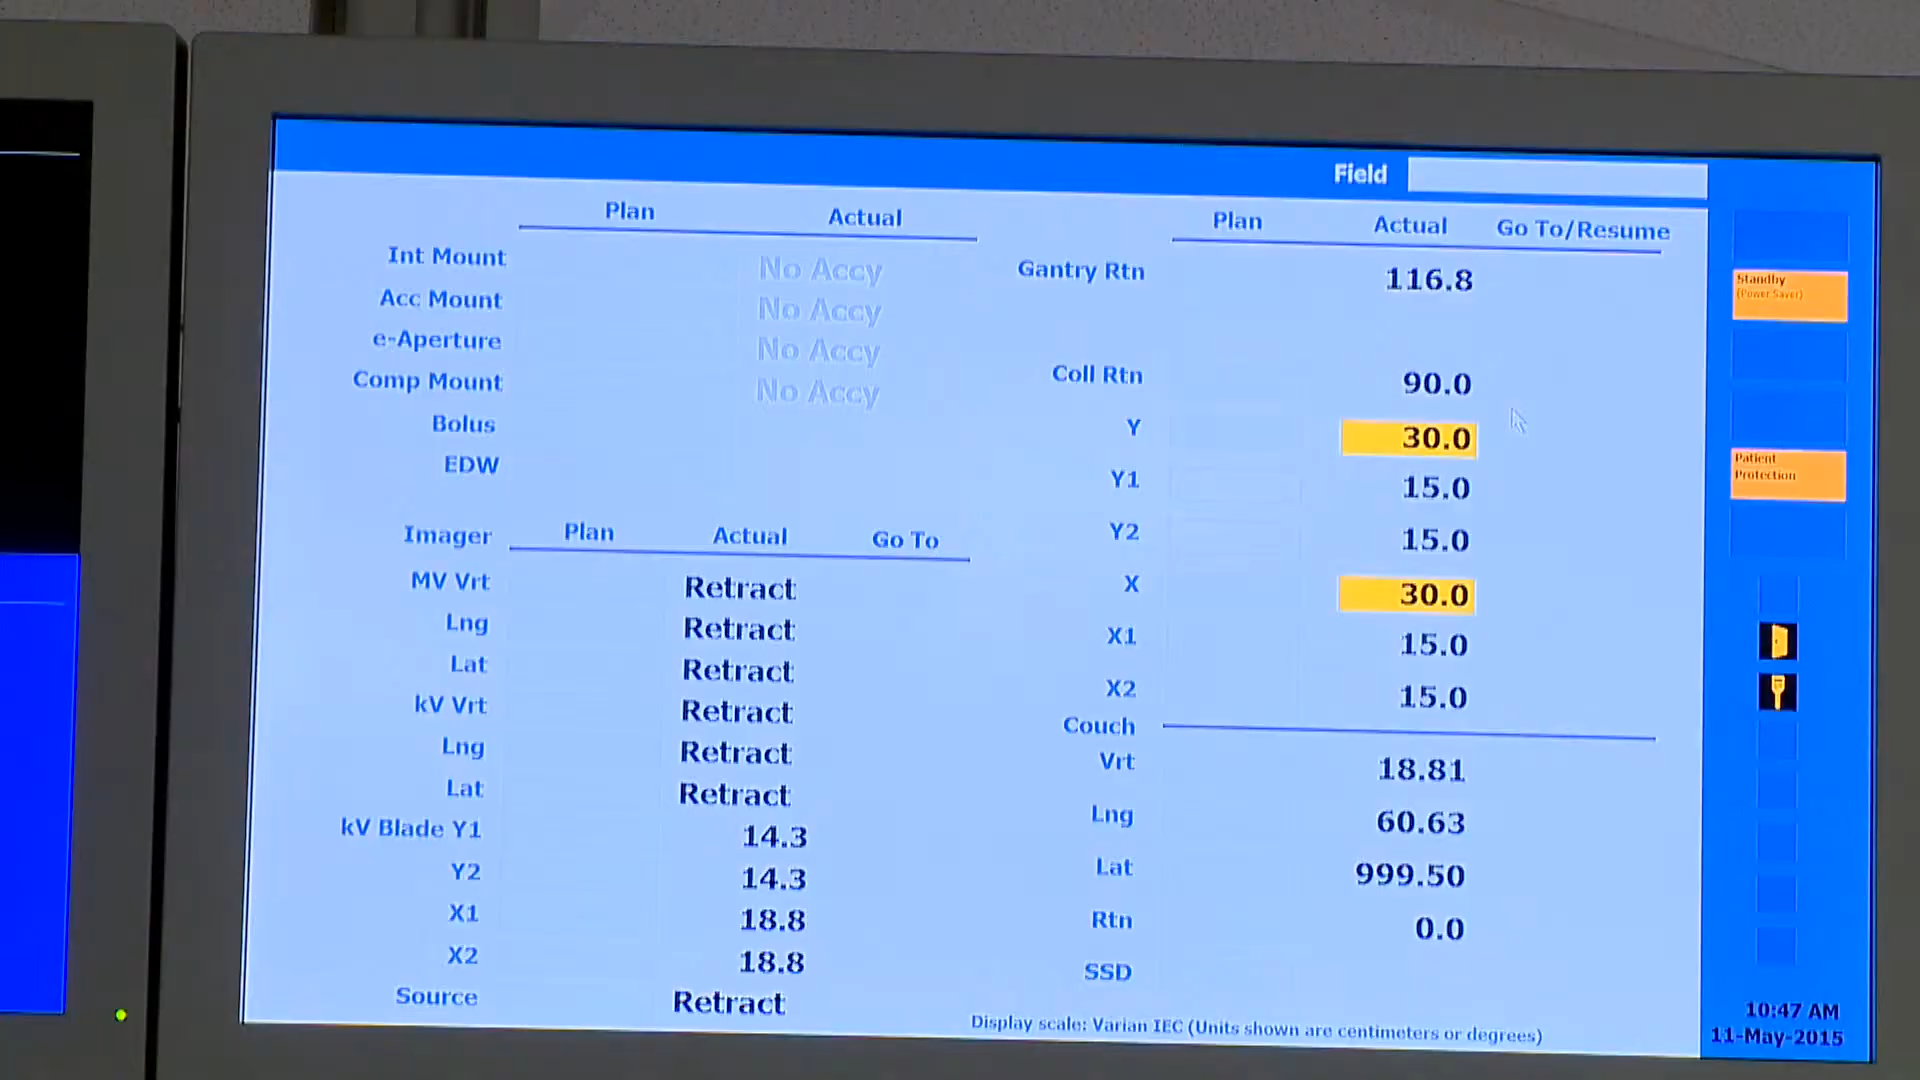 Field
Plan Actual
Int Mount No Accy
Acc Mount No Accy
e-Aperture No Accy
Comp Mount No Accy
Bolus
EDW
Imager Plan Actual Go To
MV Vrt Retract
Lng Retract
Lat Retract
kV Vrt Retract
Lng Retract
Lat Retract
kV Blade Y1 14.3
Y2 14.3
X1 18.8
X2 18.8
Source Retract
Plan Actual Go To/Resume
Gantry Rtn 116.8
Coll Rtn 90.0
Y 30.0
Y1 15.0
Y2 15.0
X 30.0
X1 15.0
X2 15.0
Couch
Vrt 18.81
Lng 60.63
Lat 999.50
Rtn 0.0
SSD
Display scale: Varian IEC (Units shown are centimeters or degrees)
Standby
(Power Saver)
Patient
Protection
10:47 AM
11-May-2015